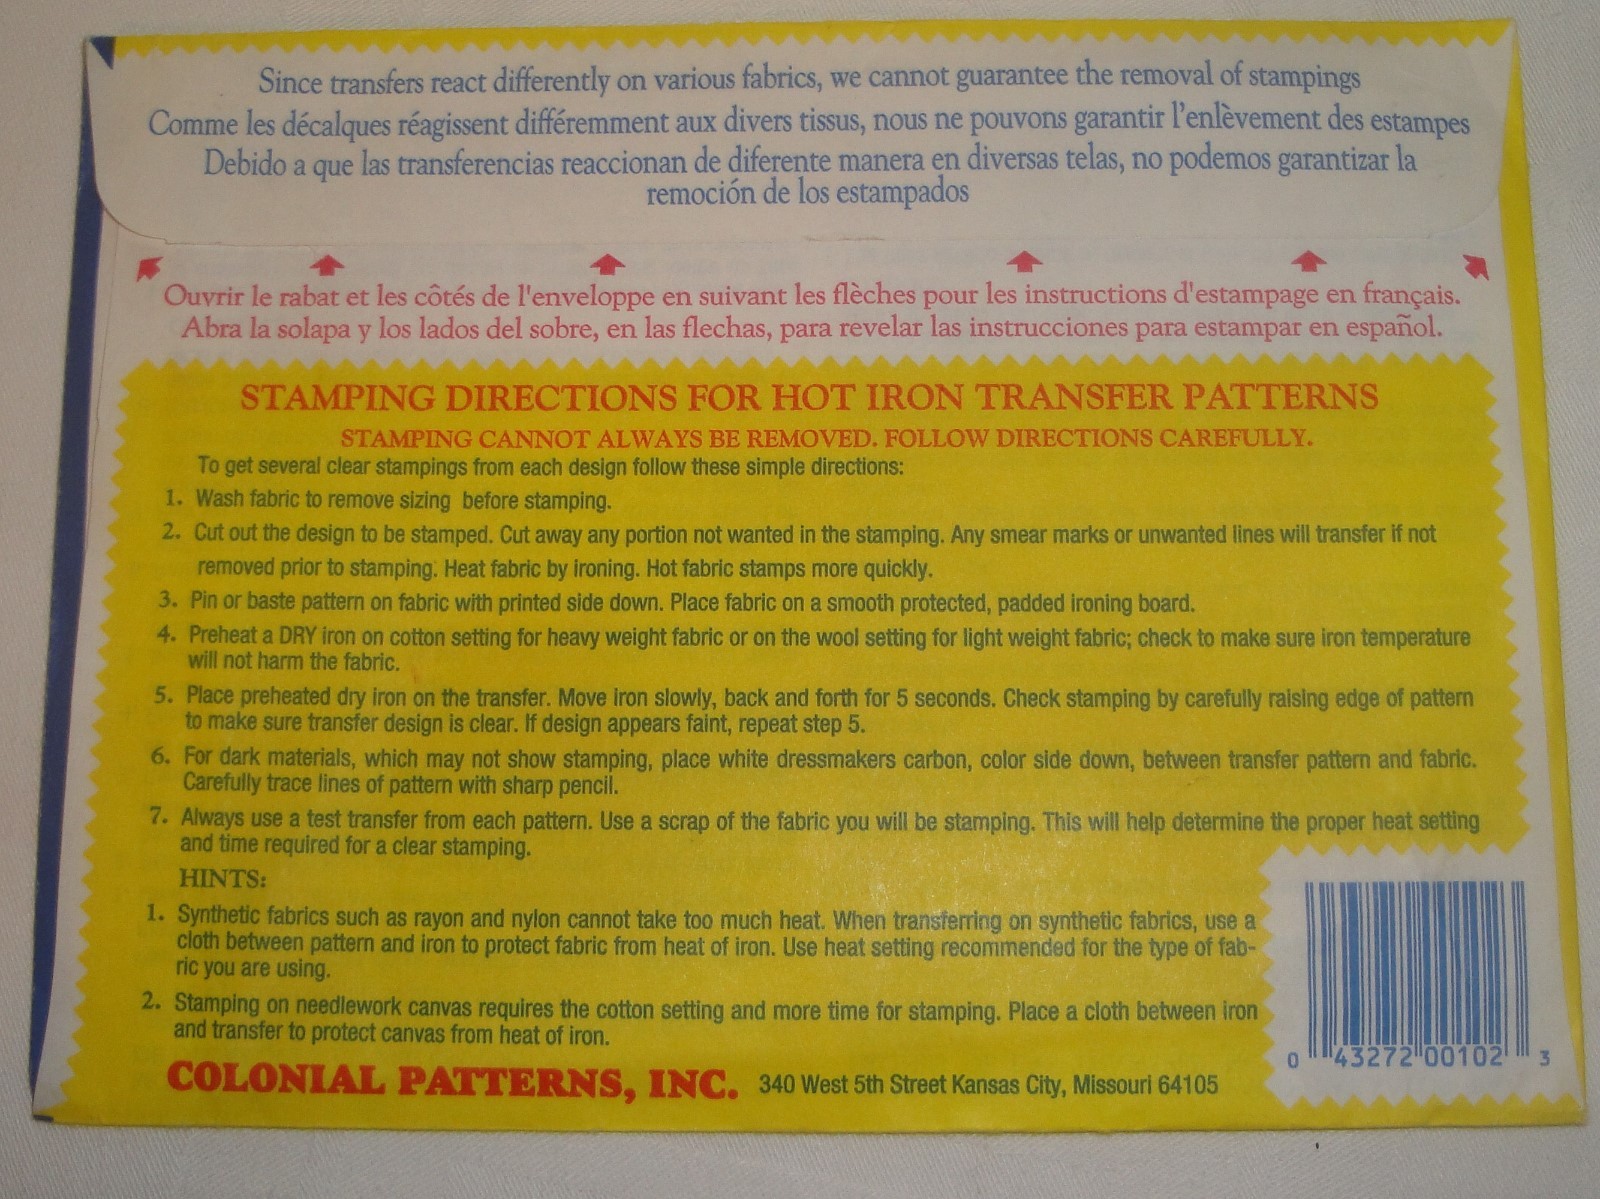 Since transfers react differently on various fabrics, we cannot guarantee the removal of stampings
Comme les décalques réagissent différemment aux divers tissus, nous ne pouvons garantir l'enlèvement des estampes
Debido a que las transferencias reaccionan de diferente manera en diversas telas, no podemos garantizar la
remoción de los estampados
Ouvrir le rabat et les côtés de l'enveloppe en suivant les flèches pour les instructions d'estampage en français.
Abra la solapa y los lados del sobre, en las flechas, para revelar las instrucciones para estampar en español.
STAMPING DIRECTIONS FOR HOT IRON TRANSFER PATTERNS
STAMPING CANNOT ALWAYS BE REMOVED. FOLLOW DIRECTIONS CAREFULLY.
To get several clear stampings from each design follow these simple directions:
1. Wash fabric to remove sizing before stamping.
2. Cut out the design to be stamped. Cut away any portion not wanted in the stamping. Any smear marks or unwanted lines will transfer if not
removed prior to stamping. Heat fabric by ironing. Hot fabric stamps more quickly.
3. Pin or baste pattern on fabric with printed side down. Place fabric on a smooth protected, padded ironing board.
4. Preheat a DRY iron on cotton setting for heavy weight fabric or on the wool setting for light weight fabric; check to make sure iron temperature
will not harm the fabric.
5. Place preheated dry iron on the transfer. Move iron slowly, back and forth for 5 seconds. Check stamping by carefully raising edge of pattern
to make sure transfer design is clear. If design appears faint, repeat step 5.
6. For dark materials, which may not show stamping, place white dressmakers carbon, color side down, between transfer pattern and fabric.
Carefully trace lines of pattern with sharp pencil.
7. Always use a test transfer from each pattern. Use a scrap of the fabric you will be stamping. This will help determine the proper heat setting
and time required for a clear stamping.
HINTS:
1. Synthetic fabrics such as rayon and nylon cannot take too much heat. When transferring on synthetic fabrics, use a
cloth between pattern and iron to protect fabric from heat of iron. Use heat setting recommended for the type of fab-
ric you are using.
2. Stamping on needlework canvas requires the cotton setting and more time for stamping. Place a cloth between iron
and transfer to protect canvas from heat of iron.
COLONIAL PATTERNS, INC. 340 West 5th Street Kansas City, Missouri 64105
0 43272 00102 3